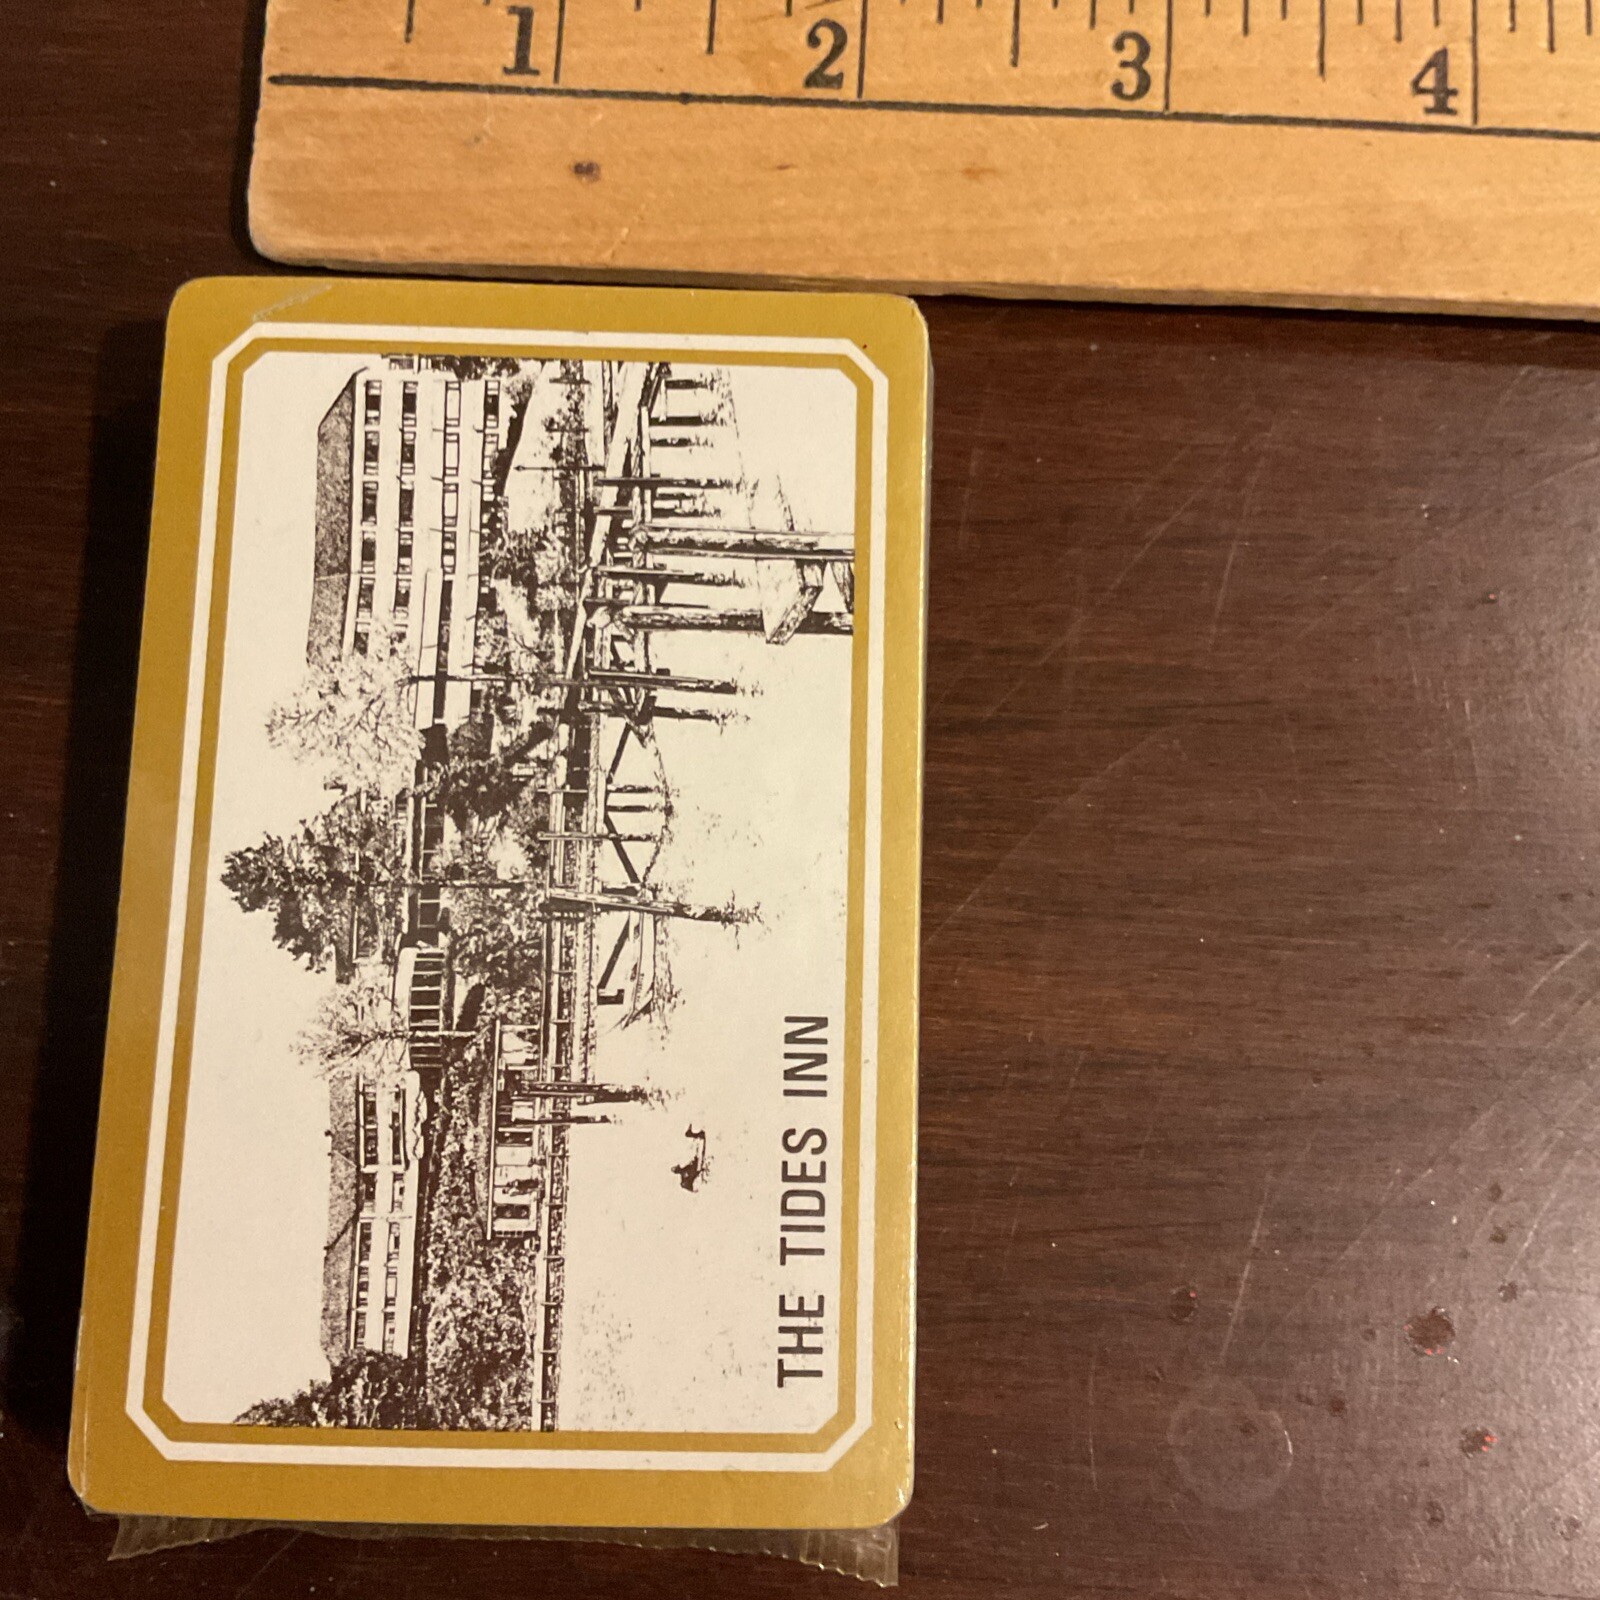 1 2 3 4
THE TIDES INN